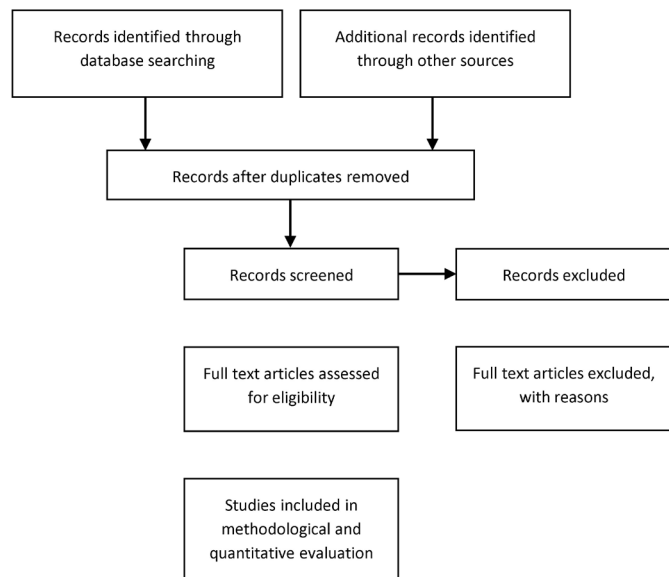 Records identified through
database searching
Additional records identified
through other sources
Records after duplicates removed
Records screened
Records excluded
Full text articles assessed
for eligibility
Full text articles excluded,
with reasons
Studies included in
methodological and
quantitative evaluation